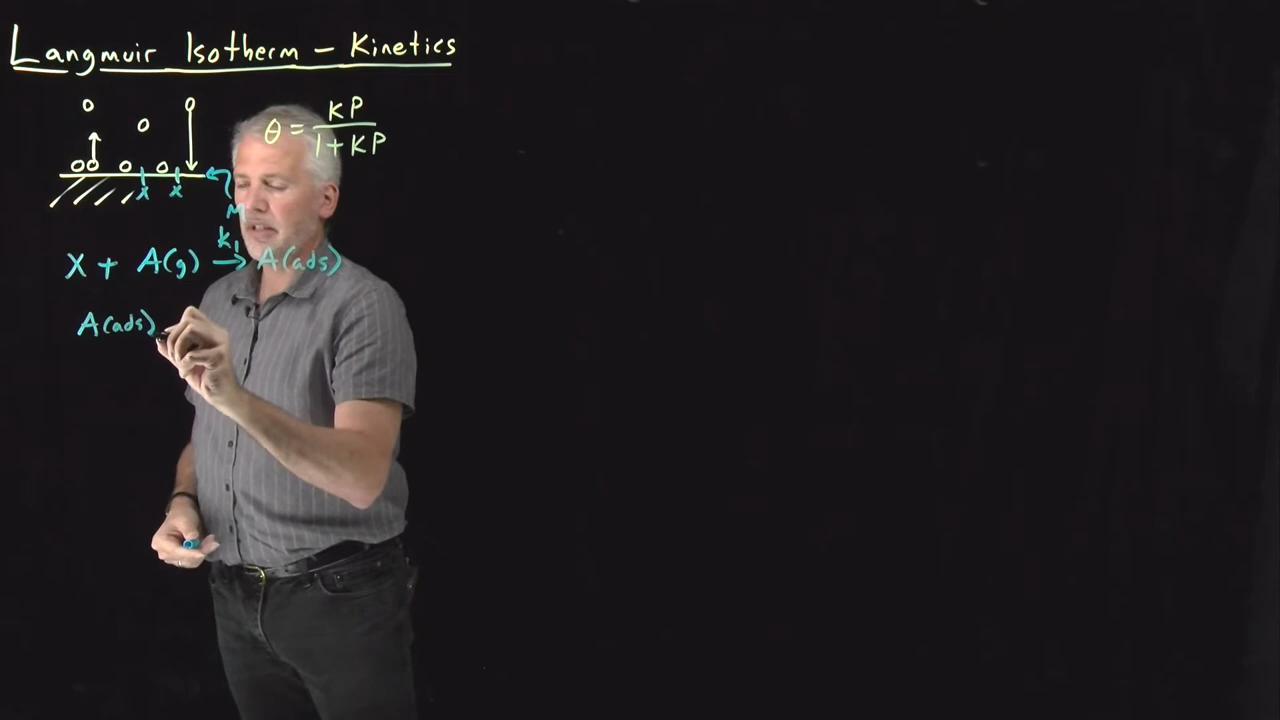 Langmuir Isotherm – Kinetics
θ = KP / 1 + KP
x x
M
X + A(g) →k₁ A(ads)
A(ads)